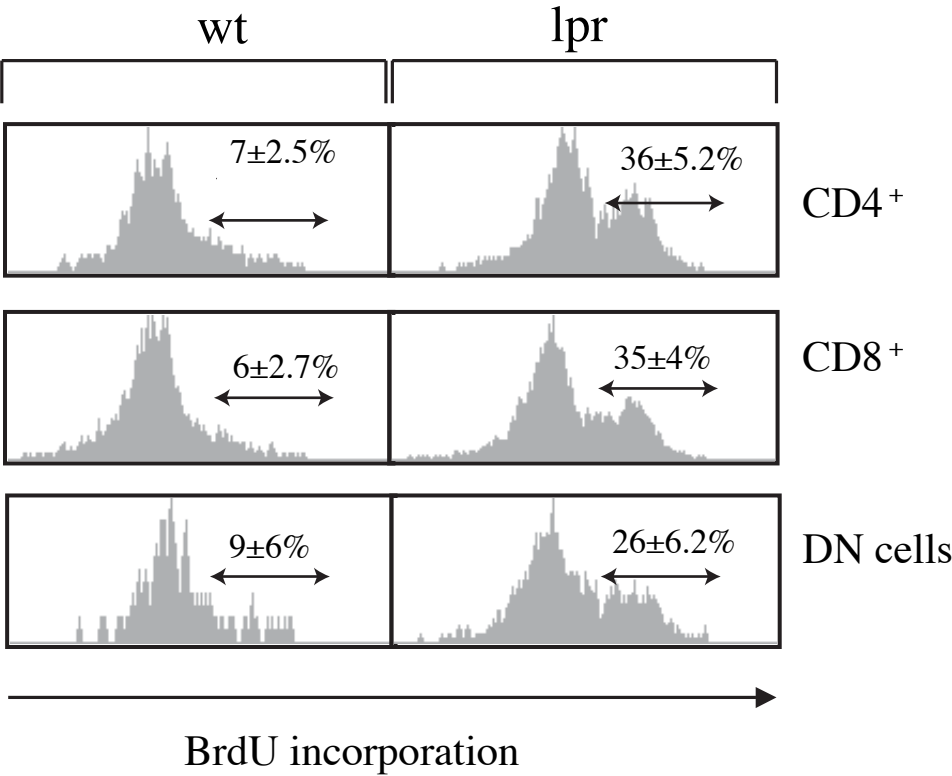 wt
lpr
7±2.5%
36±5.2%
CD4+
6±2.7%
35±4%
CD8+
9±6%
26±6.2%
DN cells
BrdU incorporation